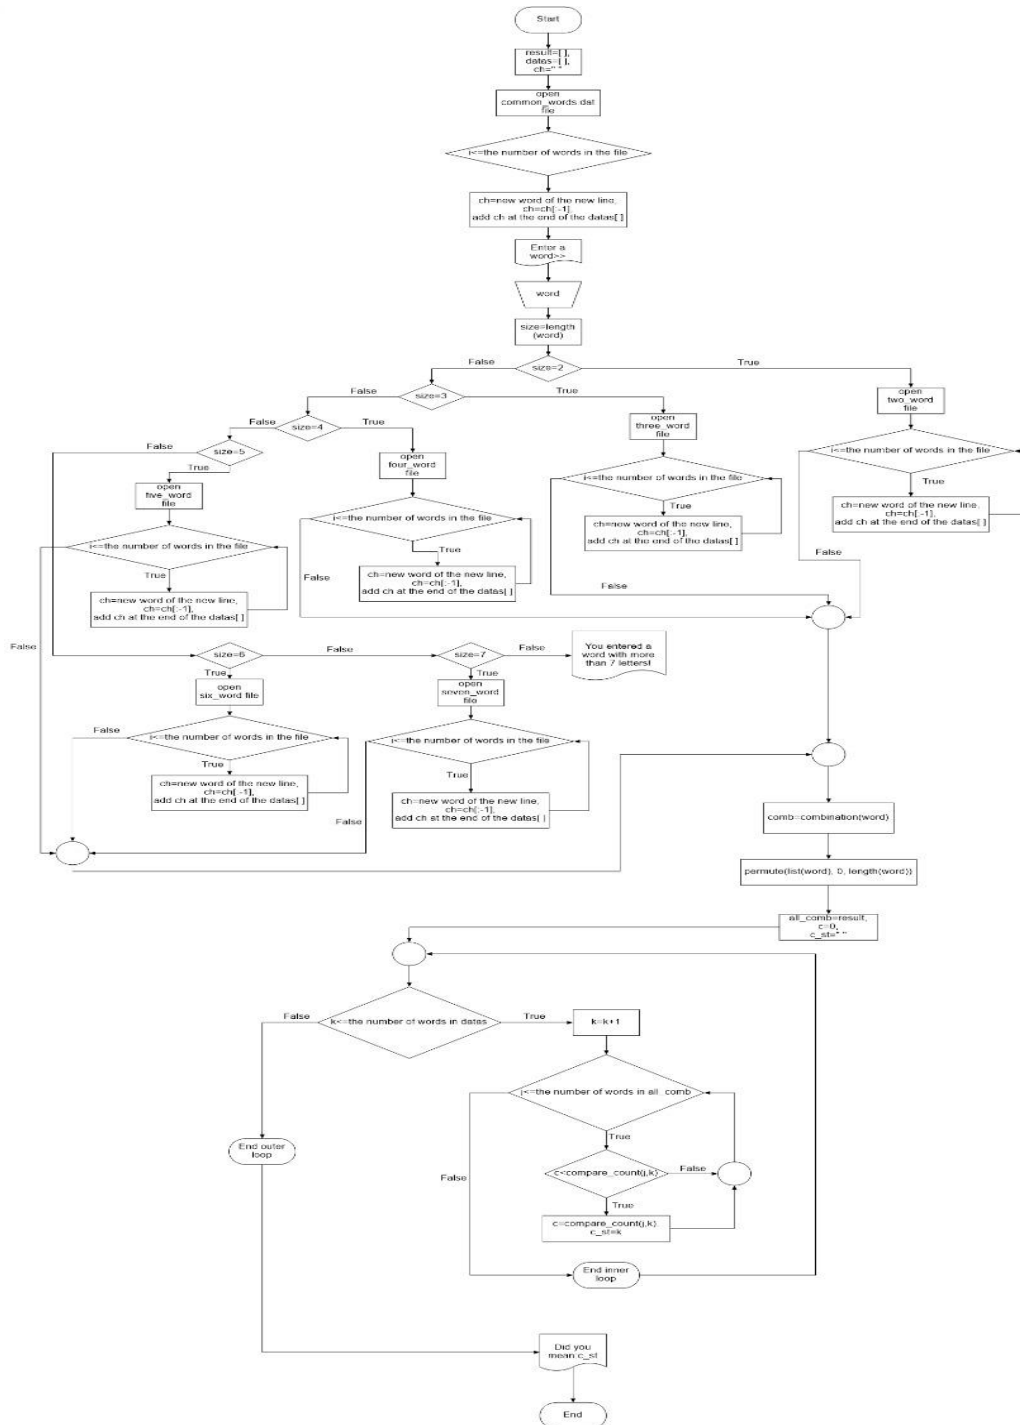 Start
result=[ ],
datas=[ ],
ch=" "
open
common_words.dat
file
i<=the number of words in the file
ch=new word of the new line,
ch=ch[:-1],
add ch at the end of the datas[ ]
Enter a
word>>
word
size=length
(word)
False
size=2
True
False
size=3
True
open
two_word
file
False
size=4
True
open
three_word
file
False
size=5
True
open
four_word
file
i<=the number of words in the file
True
open
five_word
file
i<=the number of words in the file
True
ch=new word of the new line,
ch=ch[:-1],
add ch at the end of the datas[ ]
False
i<=the number of words in the file
True
ch=new word of the new line,
ch=ch[:-1],
add ch at the end of the datas[ ]
False
i<=the number of words in the file
True
ch=new word of the new line,
ch=ch[:-1],
add ch at the end of the datas[ ]
False
True
ch=new word of the new line,
ch=ch[:-1],
add ch at the end of the datas[ ]
False
size=6
False
size=7
False
You entered a
word with more
than 7 letters!
True
open
six_word file
True
open
seven_word
file
False
i<=the number of words in the file
i<=the number of words in the file
True
ch=new word of the new line,
ch=ch[:-1],
add ch at the end of the datas[ ]
True
ch=new word of the new line,
ch=ch[:-1],
add ch at the end of the datas[ ]
False
comb=combination(word)
permute(list(word), 0, length(word))
all_comb=result,
c=0,
c_st=" "
False
k<=the number of words in datas
True
k=k+1
j<=the number of words in all_comb
True
End outer
loop
False
c<compare_count(j,k)
False
True
c=compare_count(j,k),
c_st=k
End inner
loop
Did you
mean c_st
End